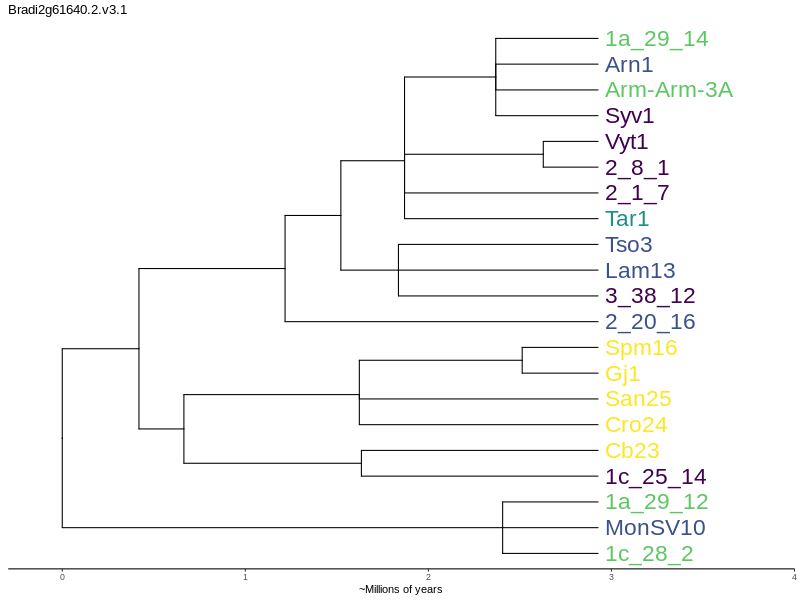 Bradi2g61640.2.v3.1
1a_29_14
Arn1
Arm-Arm-3A
Syv1
Vyt1
2_8_1
2_1_7
Tar1
Tso3
Lam13
3_38_12
2_20_16
Spm16
Gj1
San25
Cro24
Cb23
1c_25_14
1a_29_12
MonSV10
1c_28_2
0 1 2 3 4
~Millions of years